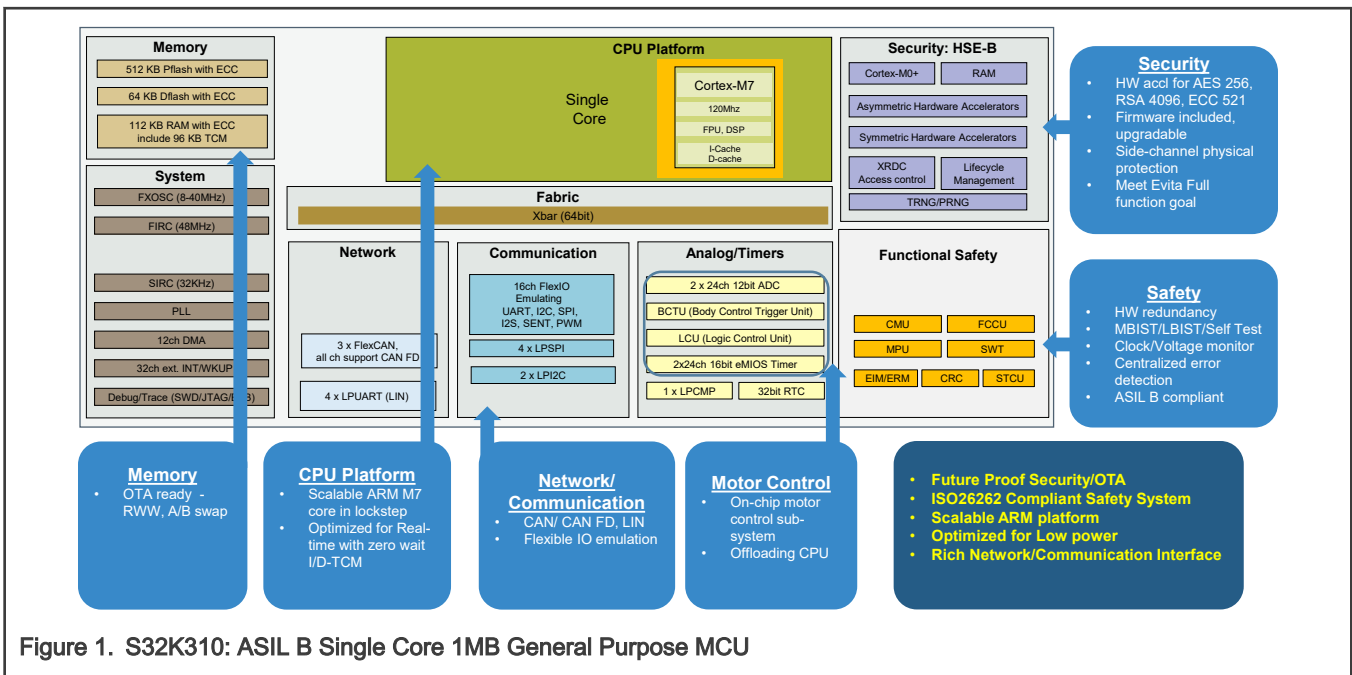 Memory
512 KB Pflash with ECC
64 KB Dflash with ECC
112 KB RAM with ECC
include 96 KB TCM
System
FXOSC (8-40MHz)
FIRC (48MHz)
SIRC (32KHz)
PLL
12ch DMA
32ch ext. INT/WKUP
Debug/Trace (SWD/JTAG/ B)
CPU Platform
Single
Core
Cortex-M7
120Mhz
FPU, DSP
I-Cache
D-cache
Fabric
Xbar (64bit)
Network
3 x FlexCAN,
all ch support CAN FD
4 x LPUART (LIN)
Communication
16ch FlexIO
Emulating
UART, I2C, SPI,
I2S, SENT, PWM
4 x LPSPI
2 x LPI2C
Analog/Timers
2 x 24ch 12bit ADC
BCTU (Body Control Trigger Unit)
LCU (Logic Control Unit)
2x24ch 16bit eMIOS Timer
1 x LPCMP
32bit RTC
Security: HSE-B
Cortex-M0+
RAM
Asymmetric Hardware Accelerators
Symmetric Hardware Accelerators
XRDC
Access control
Lifecycle
Management
TRNG/PRNG
Functional Safety
CMU
FCCU
MPU
SWT
EIM/ERM
CRC
STCU
Security
• HW accl for AES 256,
RSA 4096, ECC 521
• Firmware included,
upgradable
• Side-channel physical
protection
• Meet Evita Full
function goal
Safety
• HW redundancy
• MBIST/LBIST/Self Test
• Clock/Voltage monitor
• Centralized error
detection
• ASIL B compliant
Memory
• OTA ready -
RWW, A/B swap
CPU Platform
• Scalable ARM M7
core in lockstep
• Optimized for Real-
time with zero wait
I/D-TCM
Network/
Communication
• CAN/ CAN FD, LIN
• Flexible IO emulation
Motor Control
• On-chip motor
control sub-
system
• Offloading CPU
• Future Proof Security/OTA
• ISO26262 Compliant Safety System
• Scalable ARM platform
• Optimized for Low power
• Rich Network/Communication Interface
Figure 1. S32K310: ASIL B Single Core 1MB General Purpose MCU